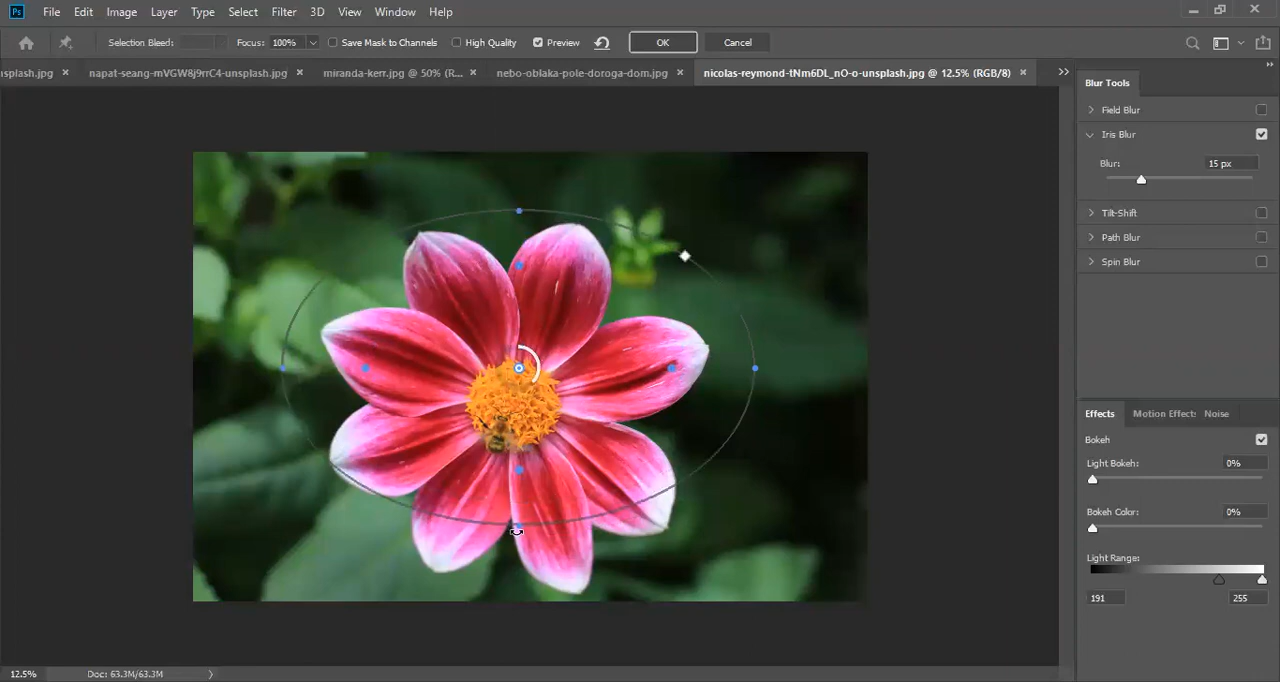 Ps File Edit Image Layer Type Select Filter 3D View Window Help
Selection Bleed: Focus: 100% Save Mask to Channels High Quality Preview OK Cancel
splash.jpg napat-seang-mVGW8j9rrC4-unsplash.jpg miranda-kerr.jpg @ 50% (R... nebo-oblaka-pole-doroga-dom.jpg nicolas-reymond-tNm6DL_nO-o-unsplash.jpg @ 12.5% (RGB/8)
Blur Tools
Field Blur
Iris Blur
Blur: 15 px
Tilt-Shift
Path Blur
Spin Blur
Effects Motion Effect: Noise
Bokeh
Light Bokeh: 0%
Bokeh Color: 0%
Light Range:
191 255
12.5% Doc: 63.3M/63.3M